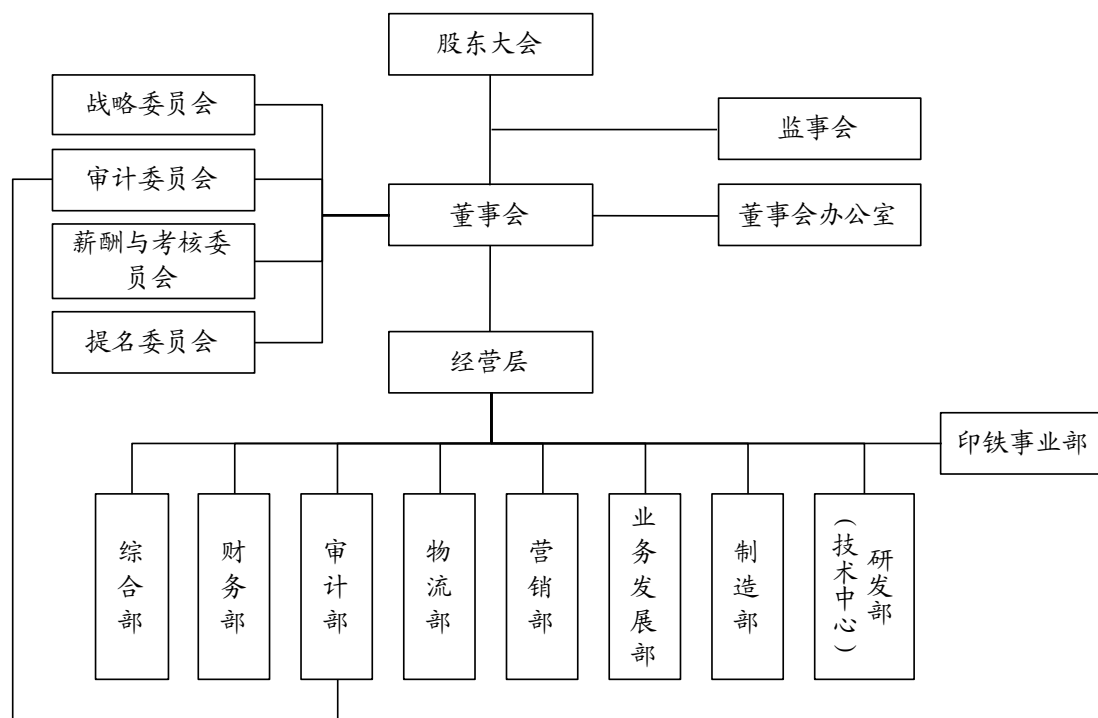 股东大会
战略委员会
监事会
审计委员会
董事会
董事会办公室
薪酬与考核委
员会
提名委员会
经营层
印铁事业部
综合部
财务部
审计部
物流部
营销部
业务发展部
制造部
研发部
（技术中心）